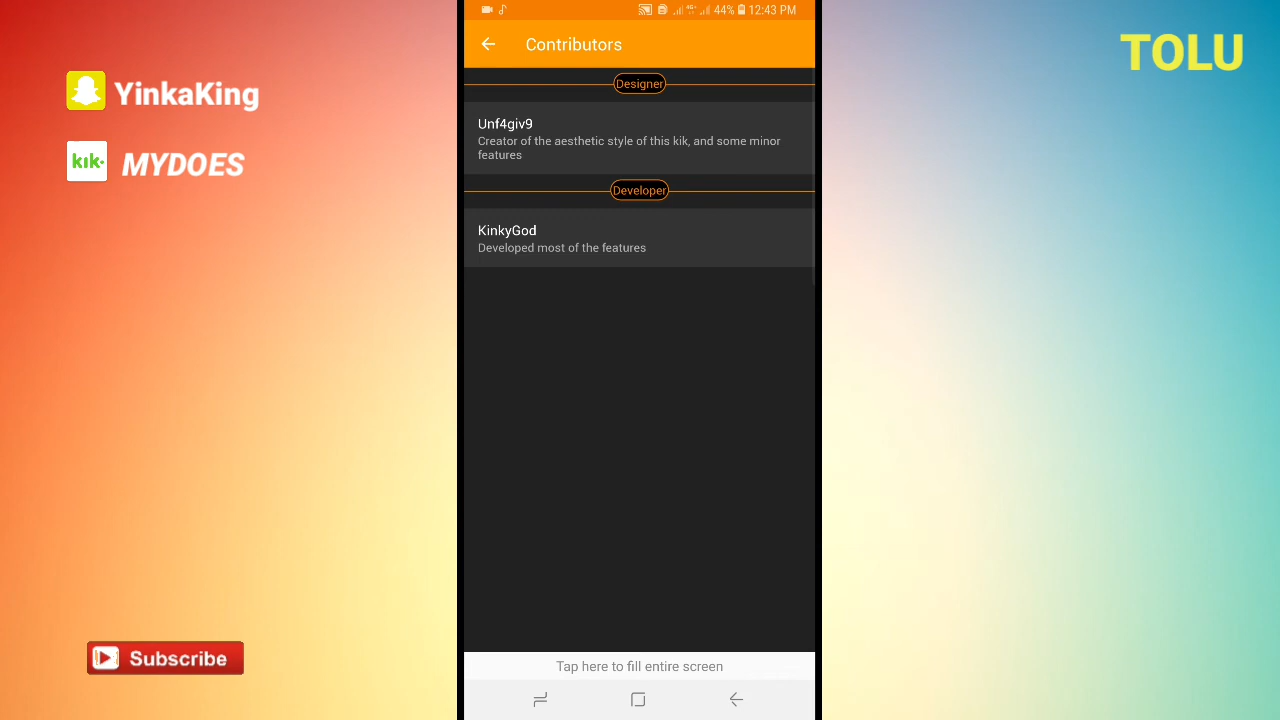 YinkaKing
kik.
MYDOES
TOLU
44% 12:43 PM
Contributors
Designer
Unf4giv9
Creator of the aesthetic style of this kik, and some minor
features
Developer
KinkyGod
Developed most of the features
Tap here to fill entire screen
Subscribe